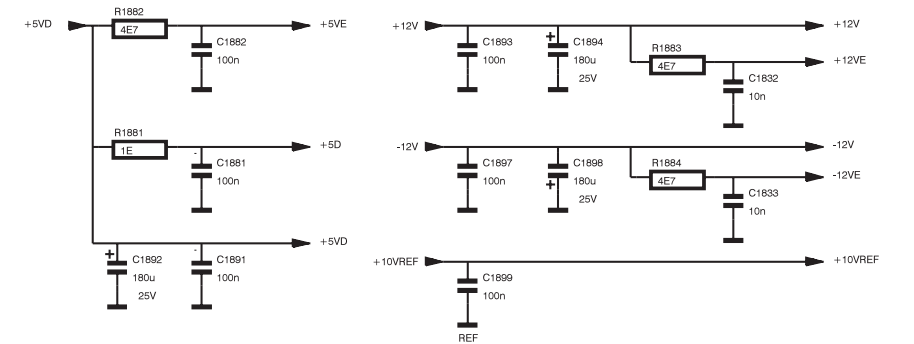 R1882
+5VD
4E7
+5VE
C1882
100n
R1881
1E
+5D
C1881
100n
+5VD
C1892
180u
25V
C1891
100n
+12V
+12V
C1893
100n
C1894
180u
25V
R1883
4E7
+12VE
C1832
10n
-12V
-12V
C1897
100n
C1898
180u
25V
R1884
4E7
-12VE
C1833
10n
+10VREF
+10VREF
C1899
100n
REF